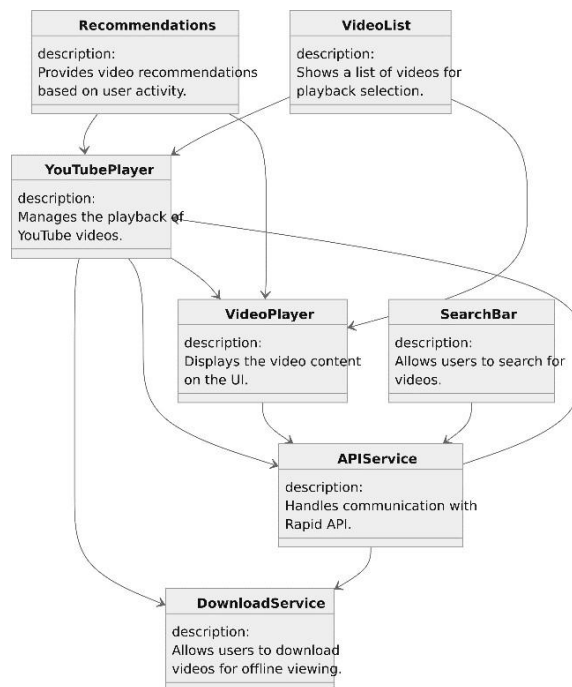 Recommendations
description:
Provides video recommendations
based on user activity.
VideoList
description:
Shows a list of videos for
playback selection.
YouTubePlayer
description:
Manages the playback of
YouTube videos.
VideoPlayer
description:
Displays the video content
on the UI.
SearchBar
description:
Allows users to search for
videos.
APIService
description:
Handles communication with
Rapid API.
DownloadService
description:
Allows users to download
videos for offline viewing.